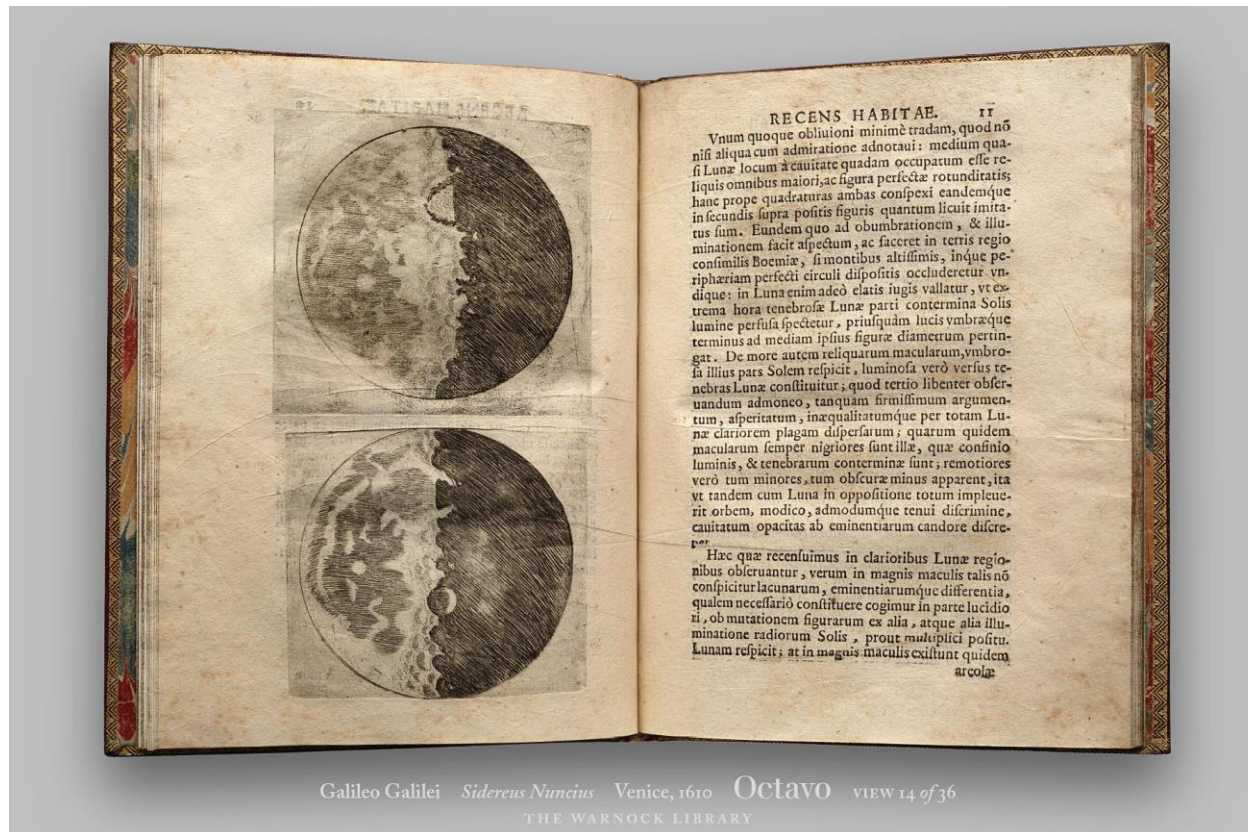 RECENS HABITAE. 11
Vnum quoque obliuioni minimè tradam, quod nõ
nisi aliqua cum admiratione adnotaui: medium qua-
si Lunæ locum à cauitate quadam occupatum esse re-
liquis omnibus maiori, ac figura perfectæ rotunditatis;
hanc prope quadraturas ambas conspexi eandemque
in secundis supra positis figuris quantum licuit imita-
tus sum. Eundem quo ad obumbrationem, & illu-
minationem facit aspectum, ac faceret in terris regio
consimilis Boemiæ, si montibus altissimis, inque pe-
riphæriam perfecti circuli dispositis occluderetur vn-
dique: in Luna enim adeò elatis iugis vallatur, vt ex-
trema hora tenebrosæ Lunæ parti contermina Solis
lumine perfusa spectetur, priusquàm lucis vmbræque
terminus ad mediam ipsius figuræ diametrum pertin-
gat. De more autem reliquarum macularum, vmbro-
sa illius pars Solem respicit, luminosa verò versus te-
nebras Lunæ constituitur; quod tertio libenter obser-
uandum admoneo, tanquam firmissimum argumen-
tum, asperitatum, inæqualitatumque per totam Lu-
næ clariorem plagam dispersarum; quarum quidem
macularum semper nigriores sunt illæ, quæ confinio
luminis, & tenebrarum conterminæ sunt; remotiores
verò tum minores, tum obscuræ minus apparent, ita
vt tandem cum Luna in oppositione totum impleue-
rit orbem, modico, admodumque tenui discrimine,
cauitatum opacitas ab eminentiarum candore discre-
pet
Hæc quæ recensuimus in clarioribus Lunæ regio-
nibus obseruantur, verum in magnis maculis talis nõ
conspicitur lacunarum, eminentiarumque differentia,
qualem necessariò constituere cogimur in parte lucidio
ri, ob mutationem figurarum ex alia, atque alia illu-
minatione radiorum Solis, prout multiplici positu.
Lunam respicit; at in magnis maculis existunt quidem
areolæ
Galileo Galilei Sidereus Nuncius Venice, 1610 Octavo VIEW 14 of 36
THE WARNOCK LIBRARY